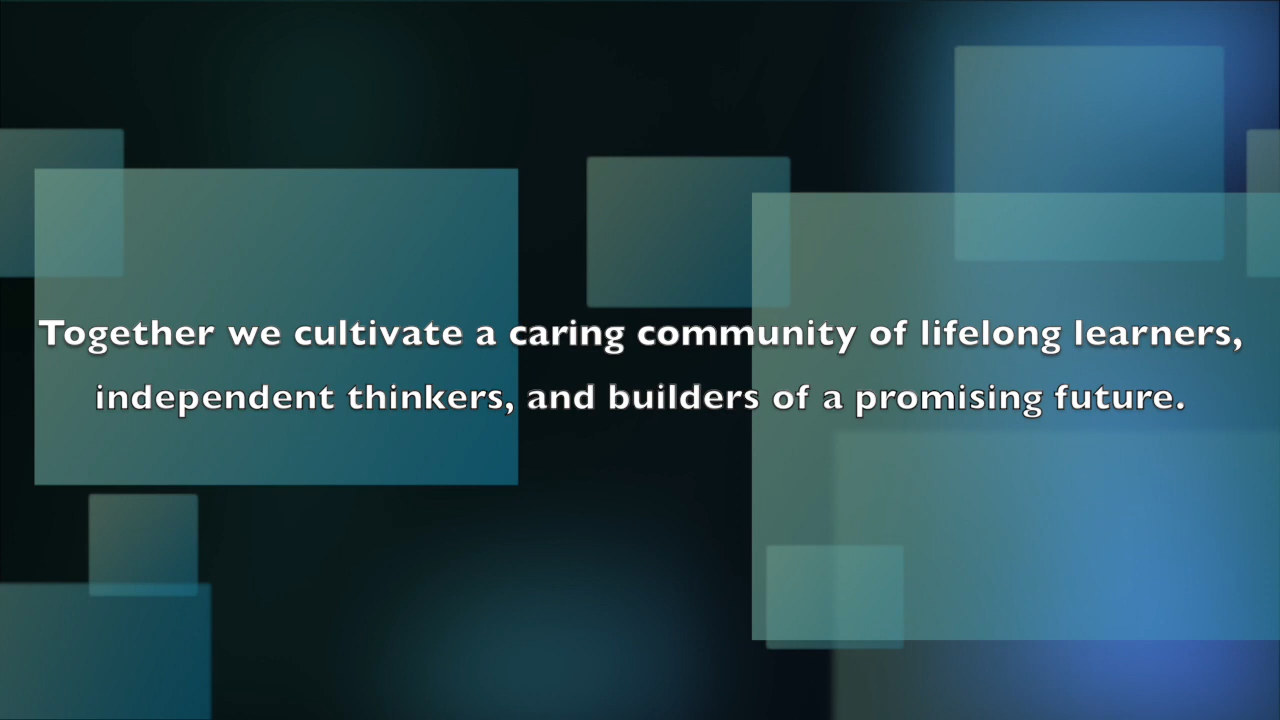 Together we cultivate a caring community of lifelong learners,
independent thinkers, and builders of a promising future.